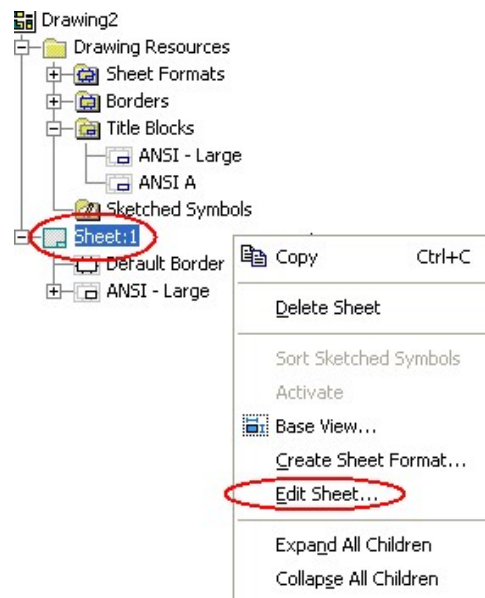 Drawing2
Drawing Resources
Sheet Formats
Borders
Title Blocks
ANSI - Large
ANSI A
Sketched Symbols
Sheet:1
Default Border
ANSI - Large
Copy Ctrl+C
Delete Sheet
Sort Sketched Symbols
Activate
Base View...
Create Sheet Format...
Edit Sheet...
Expand All Children
Collapse All Children